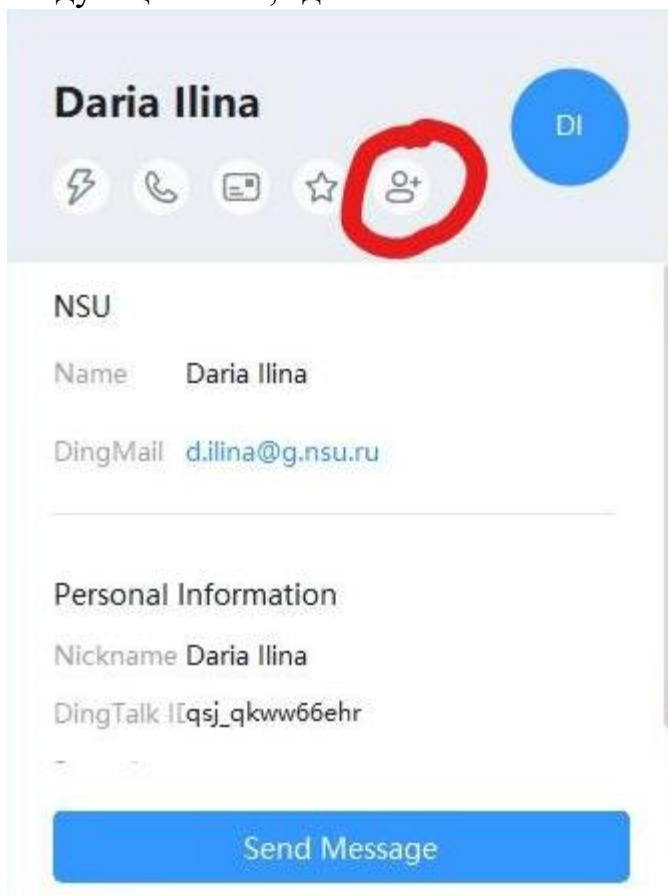 Daria Ilina
DI
NSU
Name Daria Ilina
DingMail d.ilina@g.nsu.ru
Personal Information
Nickname Daria Ilina
DingTalk I[qsj_qkww66ehr
Send Message